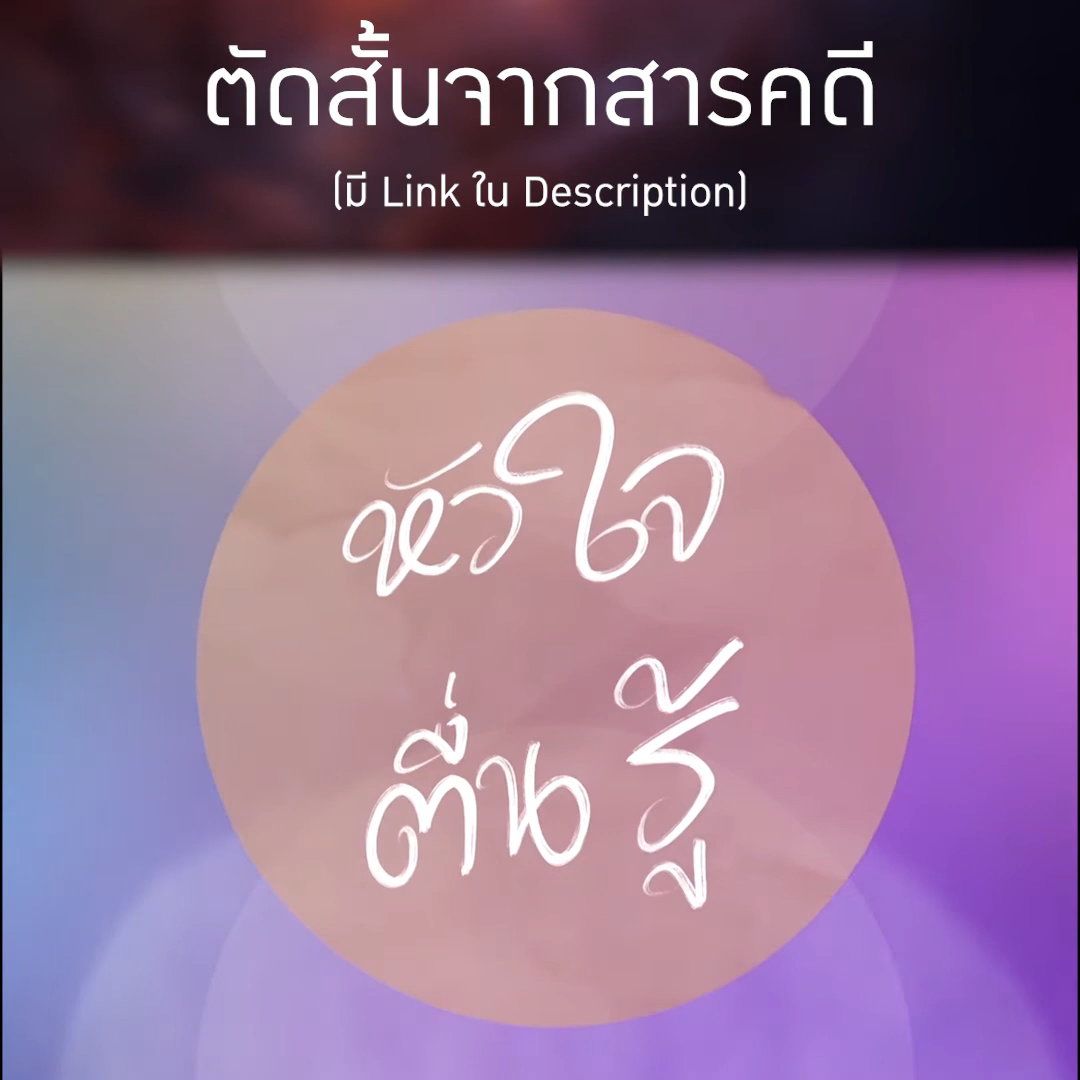 ตัดสั้นจากสารคดี
(มี Link ใน Description)
หัวใจ
ตื่น รู้